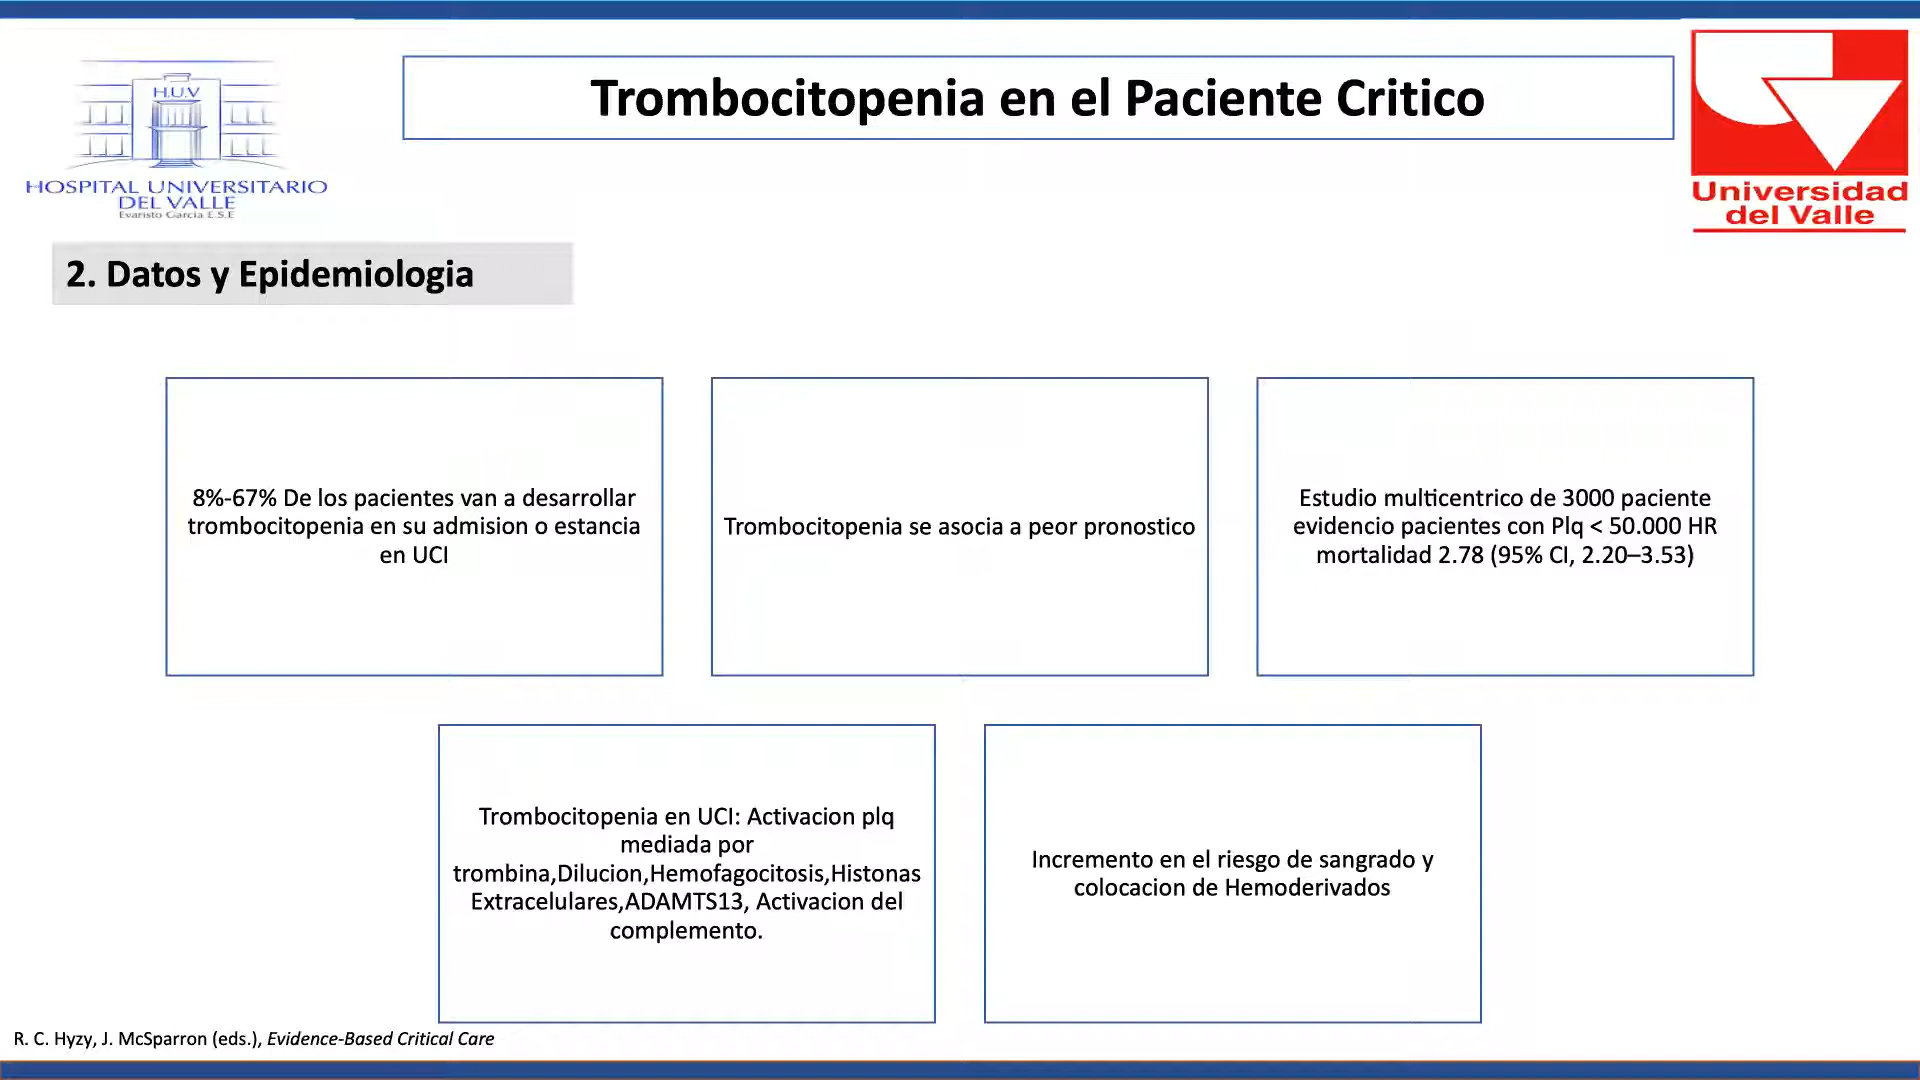 H.U.V
HOSPITAL UNIVERSITARIO
DEL VALLE
Evaristo Garcia E.S.E
Trombocitopenia en el Paciente Critico
Universidad
del Valle
2. Datos y Epidemiologia
8%-67% De los pacientes van a desarrollar
trombocitopenia en su admision o estancia
en UCI
Trombocitopenia se asocia a peor pronostico
Estudio multicentrico de 3000 paciente
evidencio pacientes con Plq < 50.000 HR
mortalidad 2.78 (95% CI, 2.20–3.53)
Trombocitopenia en UCI: Activacion plq
mediada por
trombina,Dilucion,Hemofagocitosis,Histonas
Extracelulares,ADAMTS13, Activacion del
complemento.
Incremento en el riesgo de sangrado y
colocacion de Hemoderivados
R. C. Hyzy, J. McSparron (eds.), Evidence-Based Critical Care